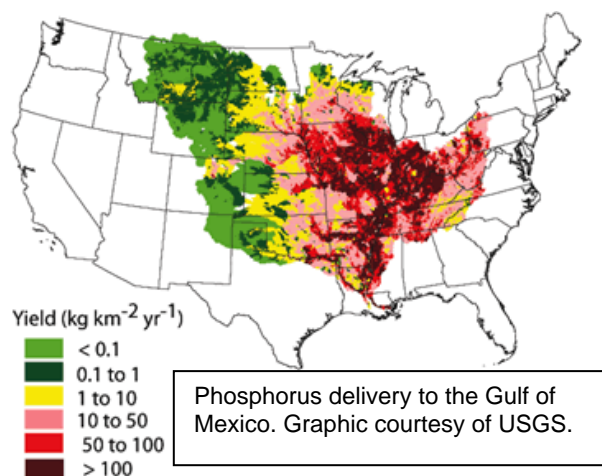 Yield (kg km⁻² yr⁻¹)
< 0.1
0.1 to 1
1 to 10
10 to 50
50 to 100
> 100
Phosphorus delivery to the Gulf of
Mexico. Graphic courtesy of USGS.